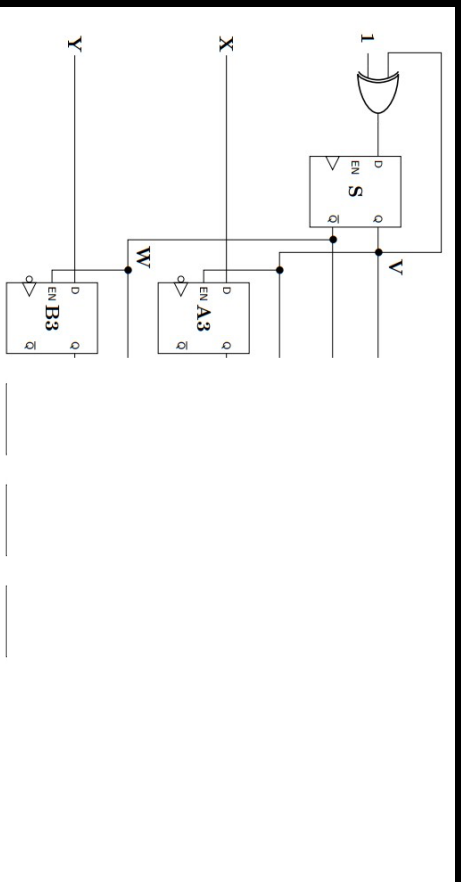 V
1
D Q
EN S
Q̅
X D Q
EN A3
Q̅
W
Y D Q
EN B3
Q̅